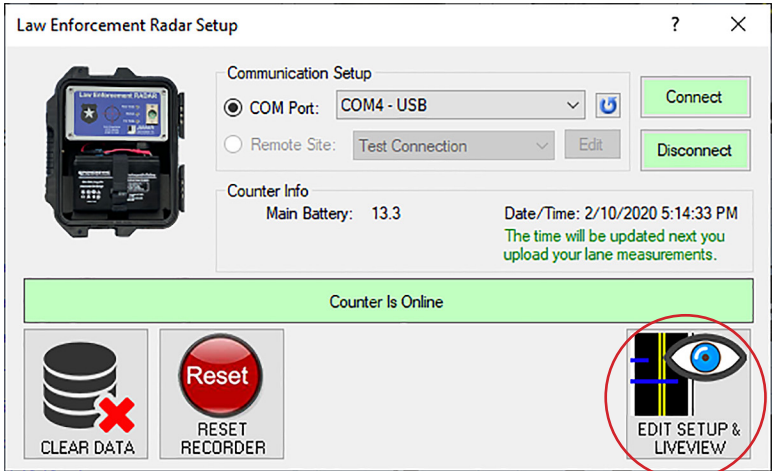 Law Enforcement Radar Setup
?
Law Enforcement RADAR
Communication Setup
COM Port: COM4 - USB
Connect
Remote Site: Test Connection Edit
Disconnect
Counter Info
Main Battery: 13.3
Date/Time: 2/10/2020 5:14:33 PM
The time will be updated next you
upload your lane measurements.
Counter Is Online
CLEAR DATA
Reset
RESET
RECORDER
EDIT SETUP &
LIVEVIEW